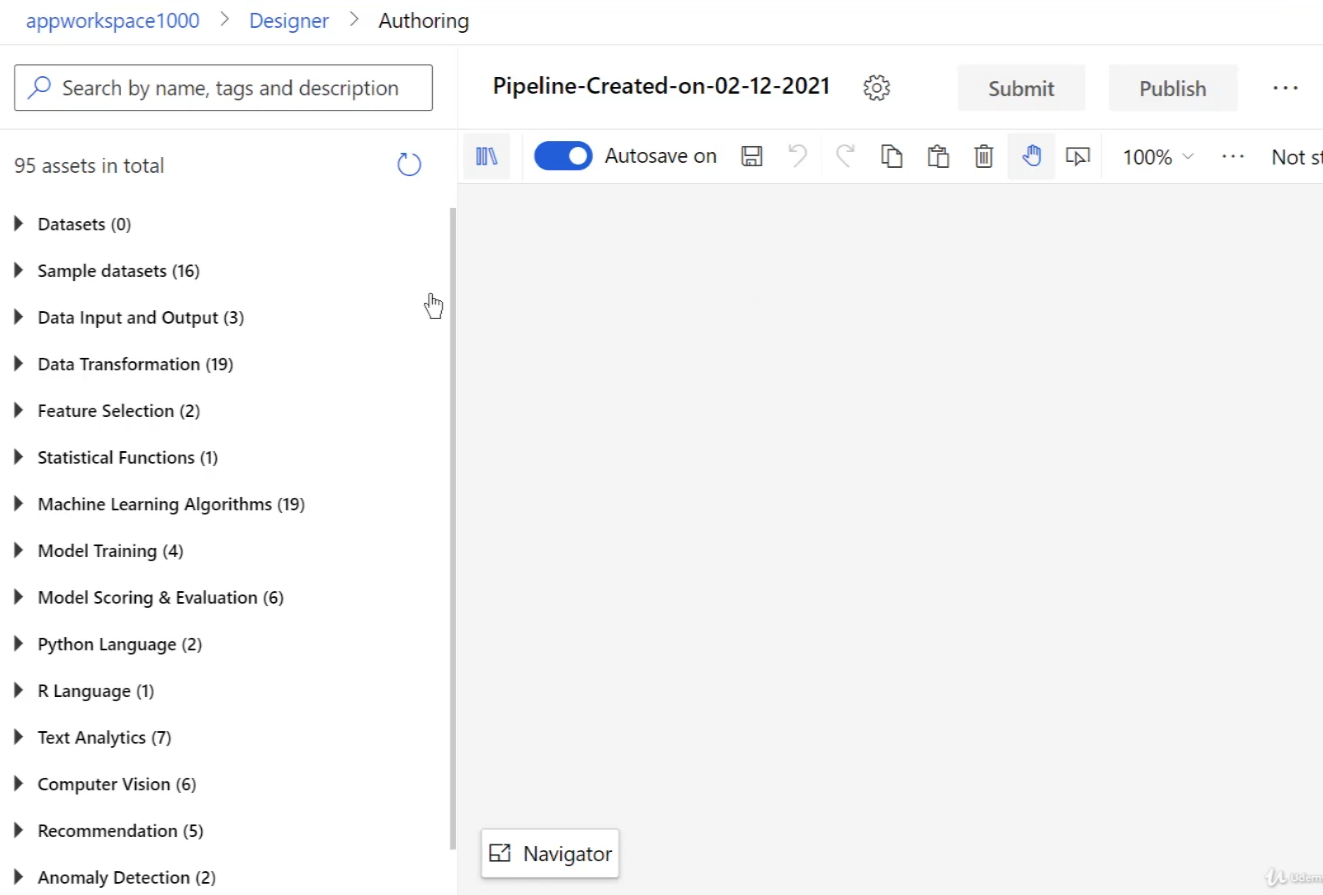 appworkspace1000 > Designer > Authoring
Search by name, tags and description
Pipeline-Created-on-02-12-2021
Submit
Publish
95 assets in total
Autosave on
100%
Not st
Datasets (0)
Sample datasets (16)
Data Input and Output (3)
Data Transformation (19)
Feature Selection (2)
Statistical Functions (1)
Machine Learning Algorithms (19)
Model Training (4)
Model Scoring & Evaluation (6)
Python Language (2)
R Language (1)
Text Analytics (7)
Computer Vision (6)
Recommendation (5)
Anomaly Detection (2)
Navigator